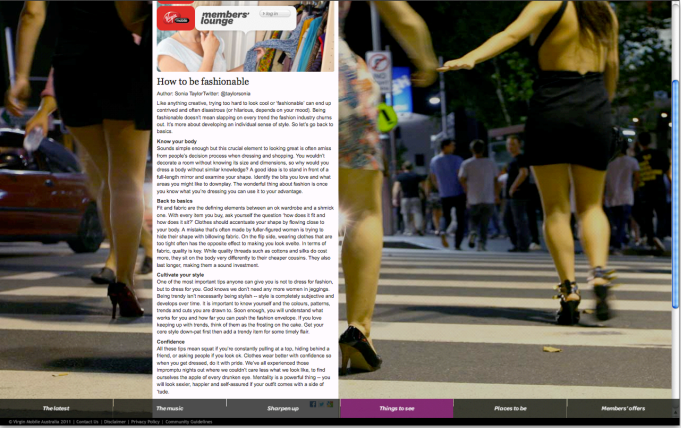 Virgin mobile
members' lounge
log in
How to be fashionable
Author: Sonia TaylorTwitter: @taylorsonia
Like anything creative, trying too hard to look cool or 'fashionable' can end up
contrived and often disastrous (or hilarious, depends on your mood). Being
fashionable doesn't mean slapping on every trend the fashion industry churns
out. It's more about developing an individual sense of style. So let's go back to
basics.
Know your body
Sounds simple enough but this crucial element to looking great is often amiss
from people's decision process when dressing and shopping. You wouldn't
decorate a room without knowing its size and dimensions, so why would you
dress a body without similar knowledge? A good idea is to stand in front of a
full-length mirror and examine your shape. Identify the bits you love and what
areas you might like to downplay. The wonderful thing about fashion is once
you know what you're dressing you can use it to your advantage.
Back to basics
Fit and fabric are the defining elements between an ok wardrobe and a shmick
one. With every item you buy, ask yourself the question 'how does it fit and
how does it sit?' Clothes should accentuate your shape by flowing close to
your body. A mistake that's often made by fuller-figured women is trying to
hide their shape with billowing fabric. On the flip side, wearing clothes that are
too tight often has the opposite effect to making you look svelte. In terms of
fabric, quality is key. While quality threads such as cottons and silks do cost
more, they sit on the body very differently to their cheaper cousins. They also
last longer, making them a sound investment.
Cultivate your style
One of the most important tips anyone can give you is not to dress for fashion,
but to dress for you. God knows we don't need any more women in jeggings.
Being trendy isn't necessarily being stylish – style is completely subjective and
develops over time. It is important to know yourself and the colours, patterns,
trends and cuts you are drawn to. Soon enough, you will understand what
works for you and how far you can push the fashion envelope. If you love
keeping up with trends, think of them as the frosting on the cake. Get your
core style down-pat first then add a trendy item for some timely flair.
Confidence
All these tips mean squat if you're constantly pulling at a top, hiding behind a
friend, or asking people if you look ok. Clothes wear better with confidence so
when you get dressed, do it with pride. We've all experienced those
impromptu nights out where we couldn't care less what we look like, to find
ourselves the apple of every drunken eye. Mentality is a powerful thing – you
will look sexier, happier and self-assured if your outfit comes with a side of
'tude.
The latest
The music
Sharpen up
Things to see
Places to be
Members' offers
© Virgin Mobile Australia 2011 | Contact Us | Disclaimer | Privacy Policy | Community Guidelines